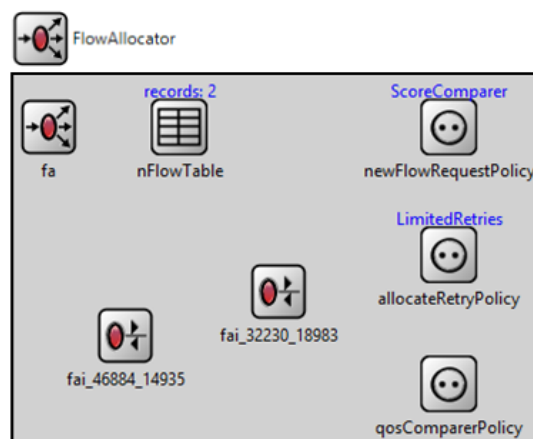 FlowAllocator
records: 2
ScoreComparer
fa
nFlowTable
newFlowRequestPolicy
LimitedRetries
allocateRetryPolicy
fai_32230_18983
fai_46884_14935
qosComparerPolicy